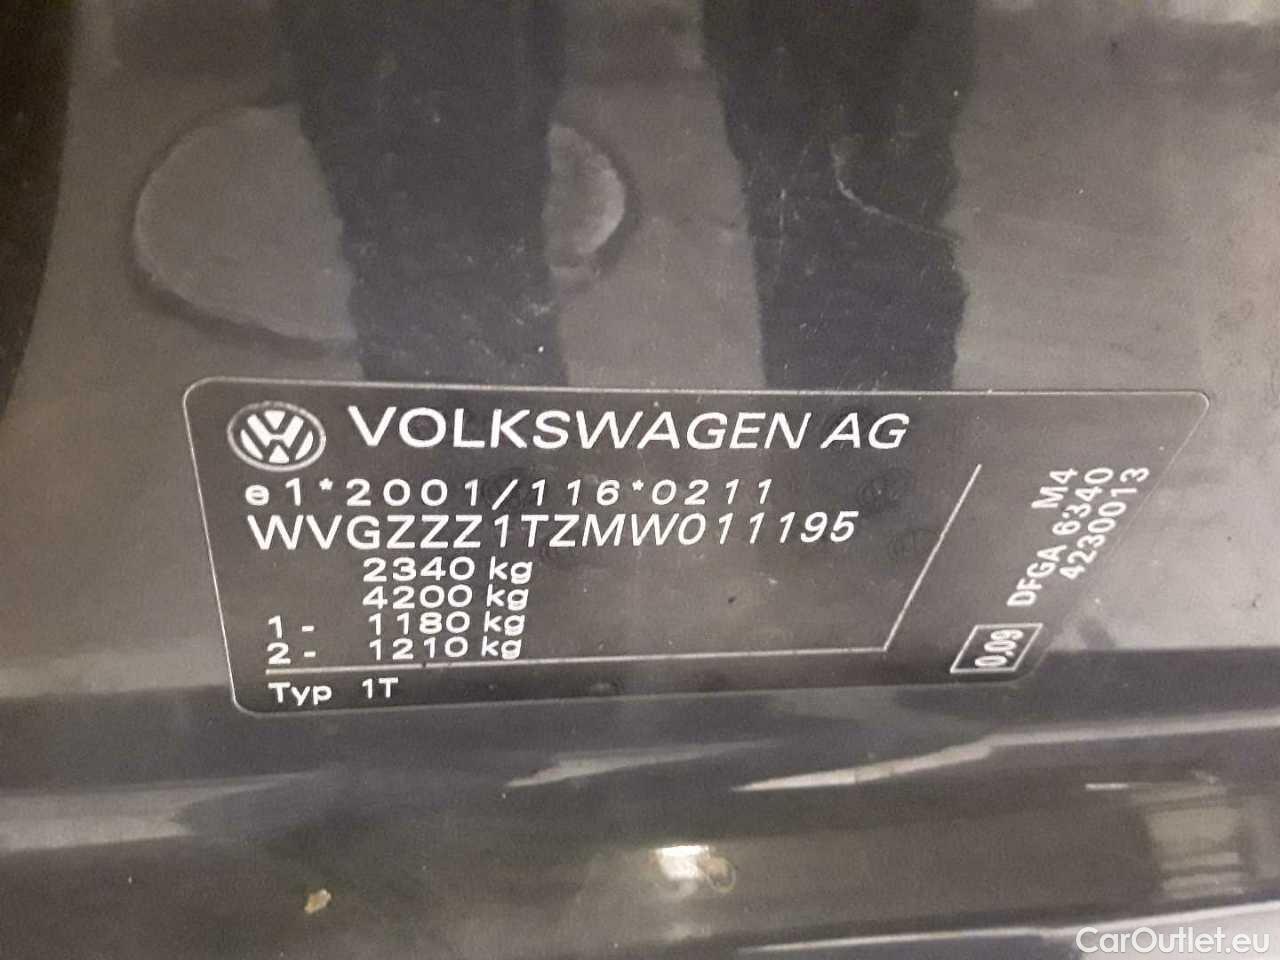 VOLKSWAGEN AG
e1*2001/116*0211
WVGZZZ1TZMW011195
2340 kg
4200 kg
1 - 1180 kg
2 - 1210 kg
Typ 1T
M4
DFGA 6340
4230013
0,09
CarOutlet.eu